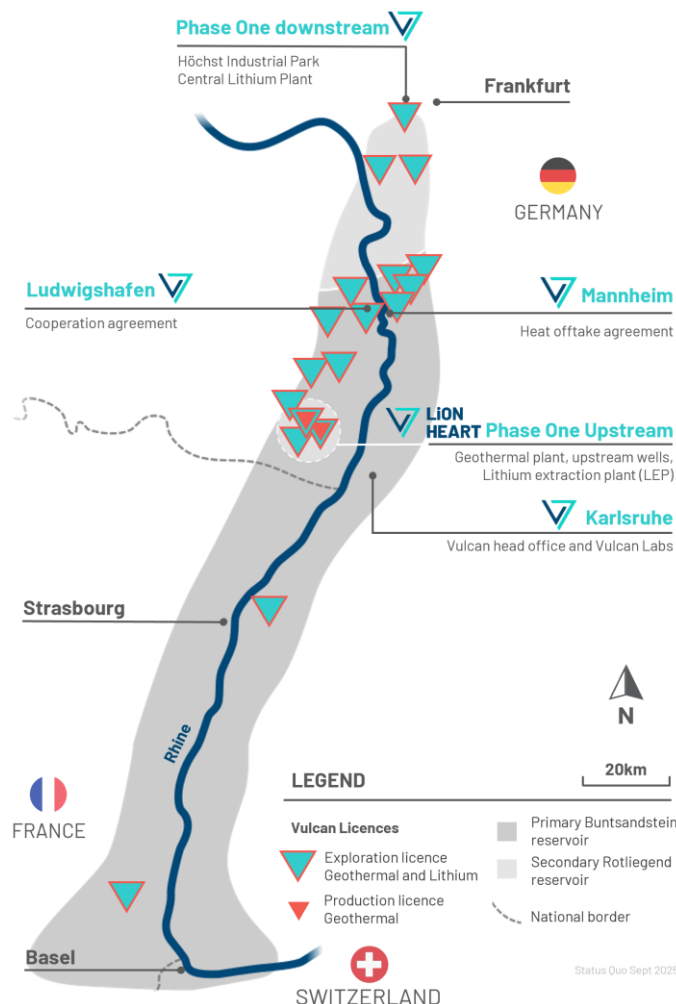 Phase One downstream
Höchst Industrial Park
Central Lithium Plant
Frankfurt
GERMANY
Ludwigshafen
Cooperation agreement
Mannheim
Heat offtake agreement
LiON
HEART
Phase One Upstream
Geothermal plant, upstream wells,
Lithium extraction plant (LEP)
Karlsruhe
Vulcan head office and Vulcan Labs
Strasbourg
N
Rhine
20km
LEGEND
FRANCE
Vulcan Licences
Exploration licence
Geothermal and Lithium
Production licence
Geothermal
Primary Buntsandstein
reservoir
Secondary Rotliegend
reservoir
National border
Basel
Status Quo Sept 2025
SWITZERLAND